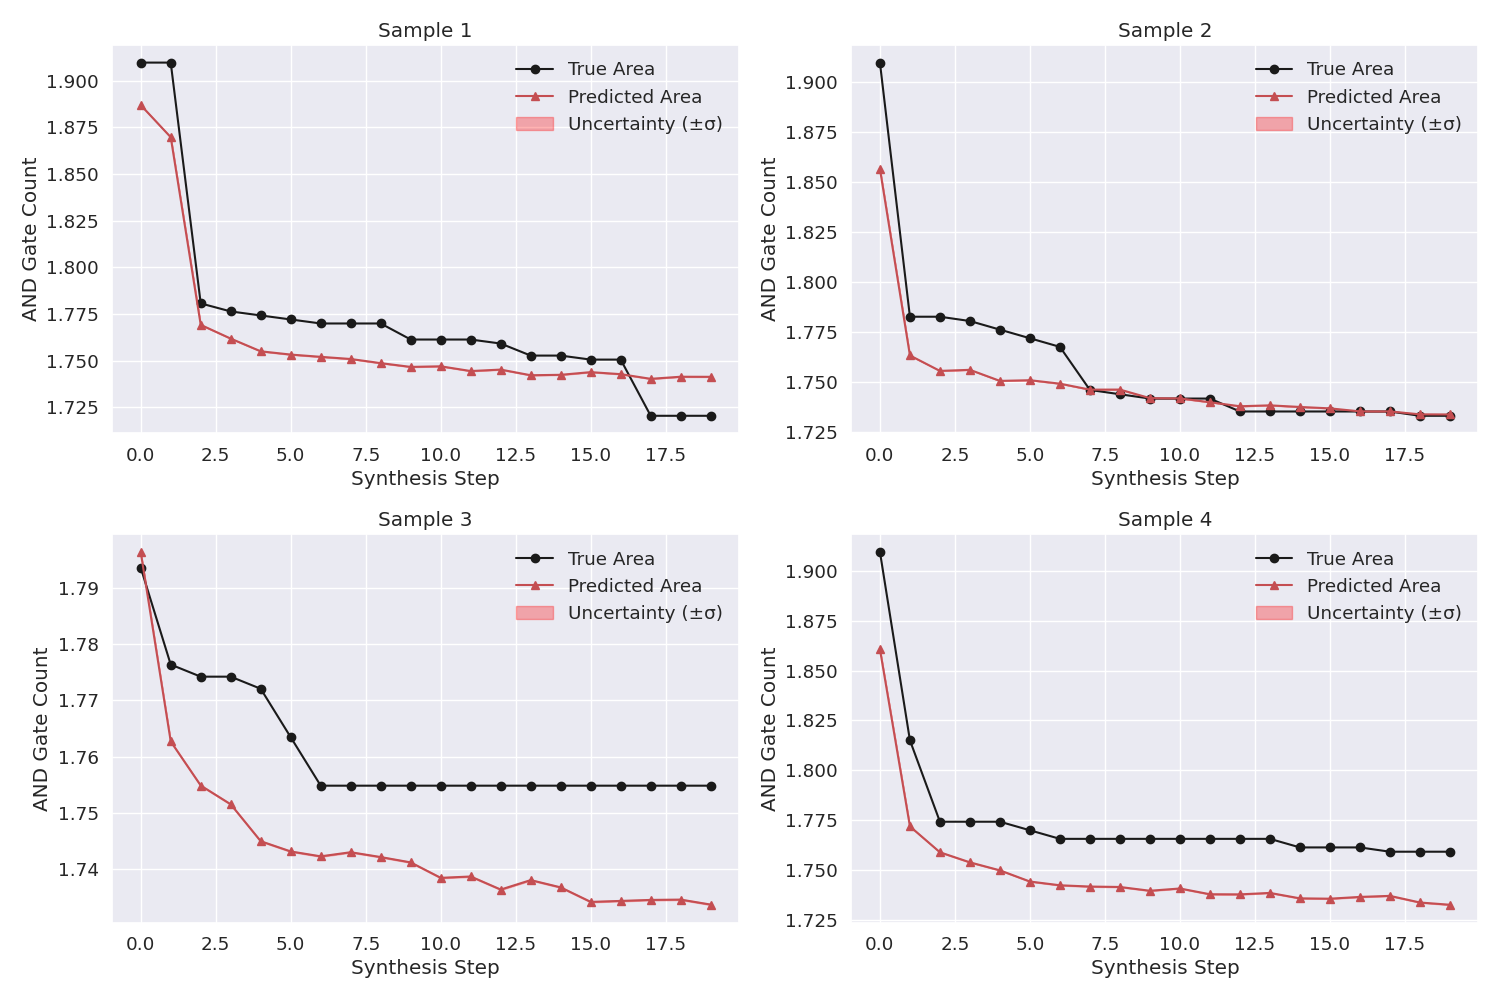 Sample 1
True Area
Predicted Area
Uncertainty (±σ)
AND Gate Count
1.900
1.875
1.850
1.825
1.800
1.775
1.750
1.725
0.0 2.5 5.0 7.5 10.0 12.5 15.0 17.5
Synthesis Step
Sample 2
True Area
Predicted Area
Uncertainty (±σ)
AND Gate Count
1.900
1.875
1.850
1.825
1.800
1.775
1.750
1.725
0.0 2.5 5.0 7.5 10.0 12.5 15.0 17.5
Synthesis Step
Sample 3
True Area
Predicted Area
Uncertainty (±σ)
AND Gate Count
1.79
1.78
1.77
1.76
1.75
1.74
0.0 2.5 5.0 7.5 10.0 12.5 15.0 17.5
Synthesis Step
Sample 4
True Area
Predicted Area
Uncertainty (±σ)
AND Gate Count
1.900
1.875
1.850
1.825
1.800
1.775
1.750
1.725
0.0 2.5 5.0 7.5 10.0 12.5 15.0 17.5
Synthesis Step